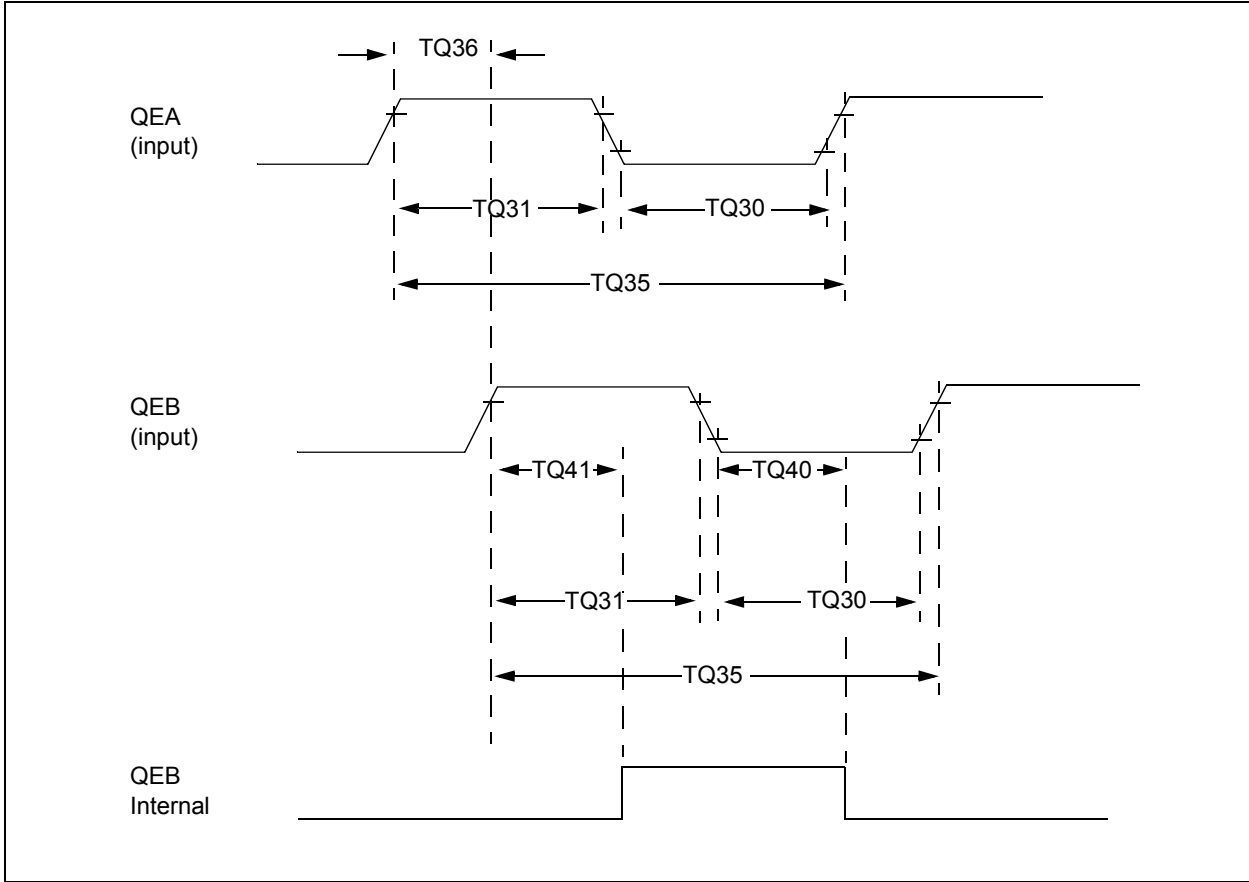 TQ36
QEA
(input)
TQ31
TQ30
TQ35
QEB
(input)
TQ41
TQ40
TQ31
TQ30
TQ35
QEB
Internal